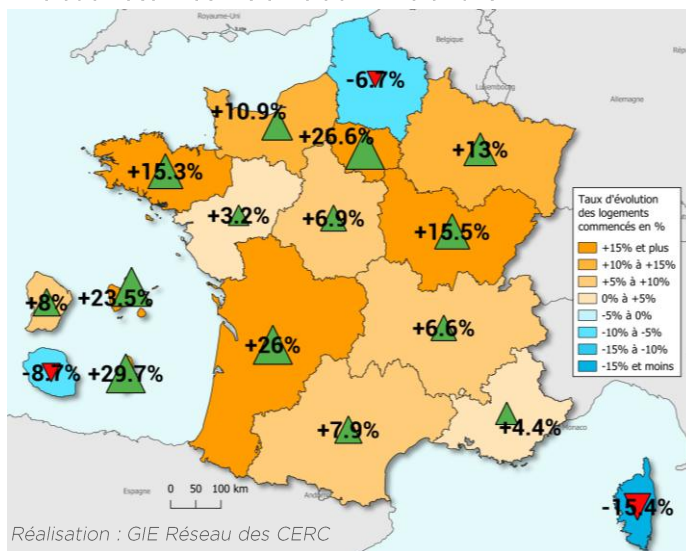 Royaume-Uni
Belgique
-6.7%
Luxembourg
Allemagne
+10.9%
+26.6%
+13%
+15.3%
+3.2%
+6.9%
+15.5%
Taux d'évolution
des logements
commencés en %
+15% et plus
+10% à +15%
+5% à +10%
0% à +5%
-5% à 0%
-10% à -5%
-15% à -10%
-15% et moins
+8%
+23.5%
+26%
+6.6%
-8.7%
+29.7%
+7.9%
+4.4%
Monaco
Espagne
0 50 100 km
-15.4%
Réalisation : GIE Réseau des CERC